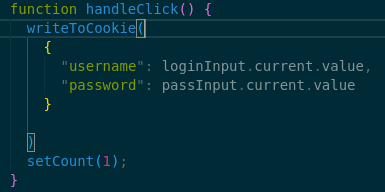 function handleClick() {
  writeToCookie(
    {
      "username": loginInput.current.value,
      "password": passInput.current.value
    }

  )
  setCount(1);
}